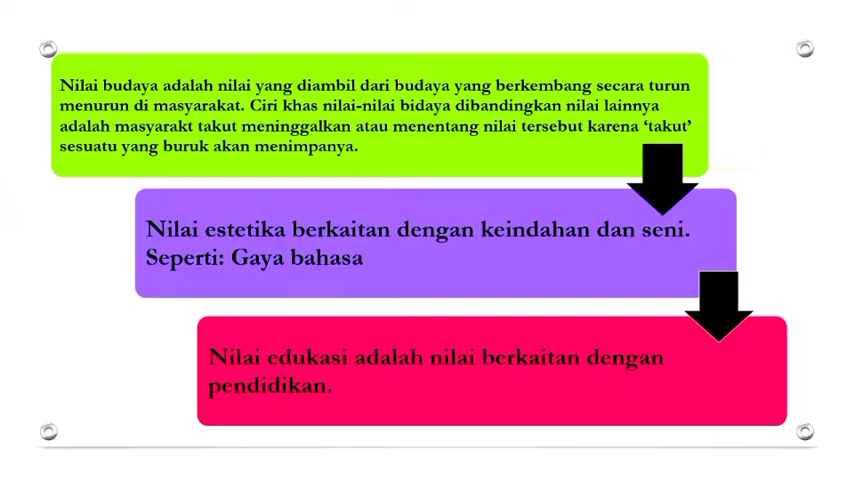 Nilai budaya adalah nilai yang diambil dari budaya yang berkembang secara turun
menurun di masyarakat. Ciri khas nilai-nilai bidaya dibandingkan nilai lainnya
adalah masyarakt takut meninggalkan atau menentang nilai tersebut karena ‘takut’
sesuatu yang buruk akan menimpanya.
Nilai estetika berkaitan dengan keindahan dan seni.
Seperti: Gaya bahasa
Nilai edukasi adalah nilai berkaitan dengan
pendidikan.